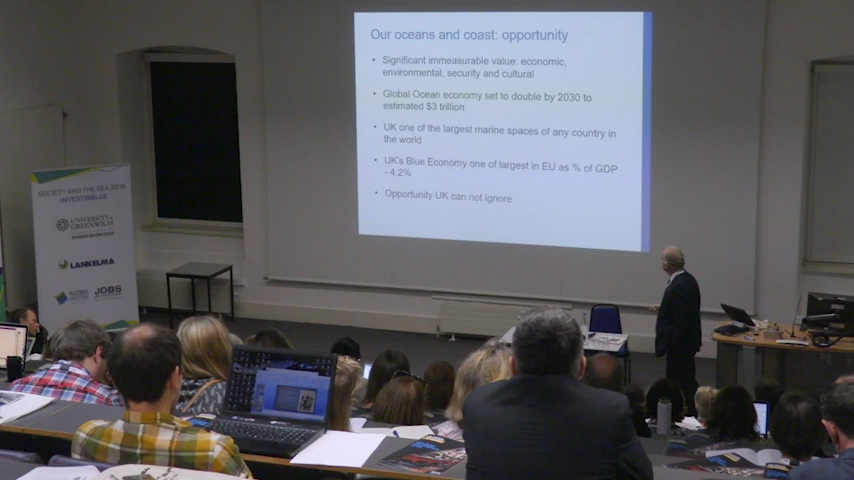 Our oceans and coast: opportunity
• Significant immeasurable value: economic,
environmental, security and cultural
• Global Ocean economy set to double by 2030 to
estimated $3 trillion
• UK one of the largest marine spaces of any country in
the world
• UK's Blue Economy one of largest in EU as % of GDP
- 4.2%
• Opportunity UK can not ignore
SOCIETY AND THE SEA 2018
INVESTINBLUE
UNIVERSITY of
GREENWICH
LANKELMA
JOBS